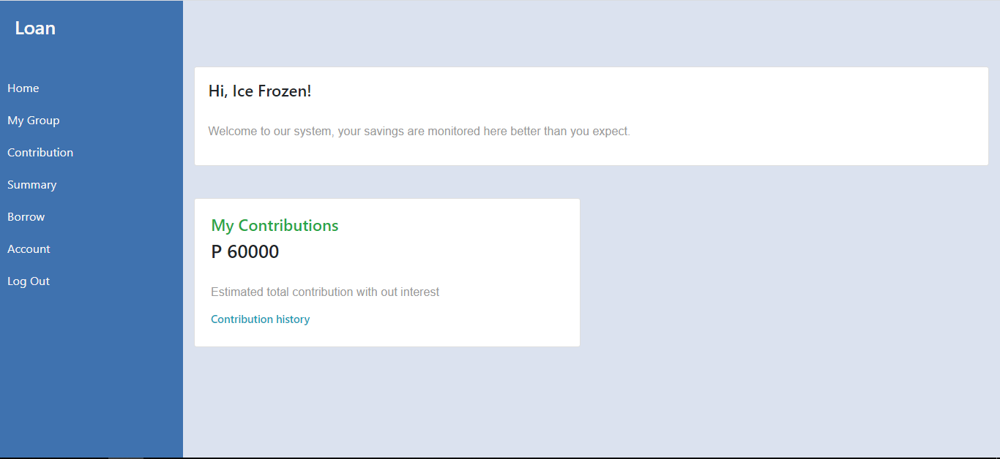 Loan
Home
My Group
Contribution
Summary
Borrow
Account
Log Out
Hi, Ice Frozen!
Welcome to our system, your savings are monitored here better than you expect.
My Contributions
P 60000
Estimated total contribution with out interest
Contribution history